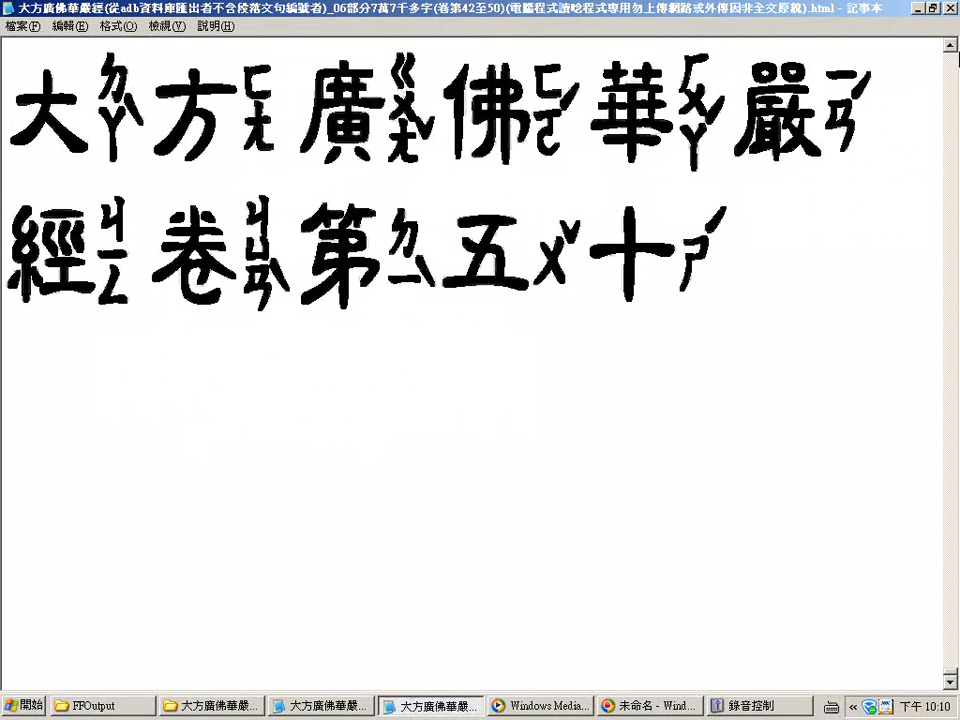 大方廣佛華嚴經(從adb資料庫匯出者不含段落文句編號者)_06部分7萬7千多字(卷第42至50)(電腦程式讀唸程式專用勿上傳網路或外傳因非全文原貌).html - 記事本
檔案(F) 編輯(E) 格式(O) 檢視(V) 說明(H)
大ㄉㄚˋ方ㄈㄤ廣ㄍㄨㄤˇ佛ㄈㄛˊ華ㄏㄨㄚˊ嚴ㄧㄢˊ
經ㄐㄧㄥ卷ㄐㄩㄢˋ第ㄉㄧˋ五ㄨˇ十ㄕˊ
開始 FFOutput 大方廣佛華嚴... 大方廣佛華嚴... 大方廣佛華嚴... Windows Media... 未命名 - Wind... 錄音控制 « 下午 10:10